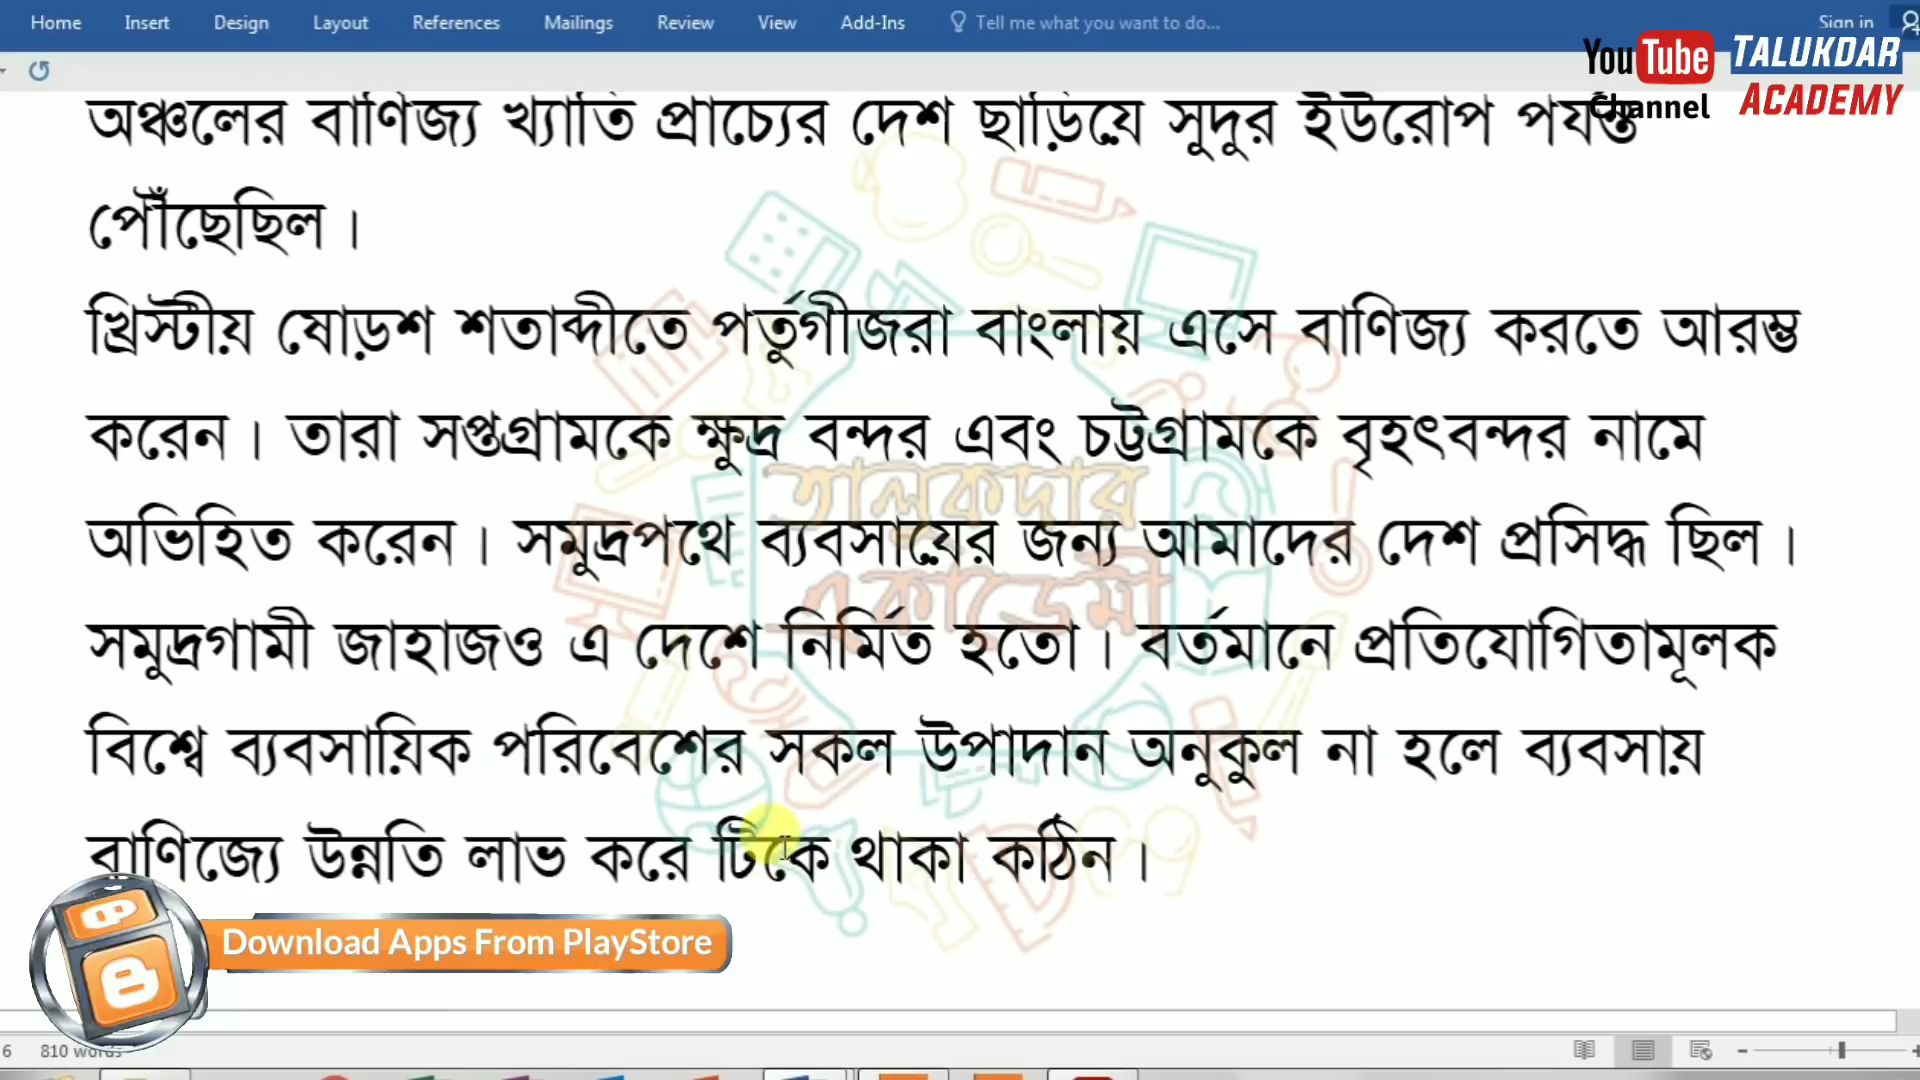 Home Insert Design Layout References Mailings Review View Add-Ins Tell me what you want to do... Sign in
YouTube Channel TALUKDAR ACADEMY
অঞ্চলের বাণিজ্য খ্যাতি প্রাচ্যের দেশ ছাড়িয়ে সুদুর ইউরোপ পর্যন্ত
পৌঁছেছিল।
খ্রিস্টীয় ষোড়শ শতাব্দীতে পর্তুগীজরা বাংলায় এসে বাণিজ্য করতে আরম্ভ
করেন। তারা সপ্তগ্রামকে ক্ষুদ্র বন্দর এবং চট্টগ্রামকে বৃহৎবন্দর নামে
অভিহিত করেন। সমুদ্রপথে ব্যবসায়ের জন্য আমাদের দেশ প্রসিদ্ধ ছিল।
সমুদ্রগামী জাহাজও এ দেশে নির্মিত হতো। বর্তমানে প্রতিযোগিতামূলক
বিশ্বে ব্যবসায়িক পরিবেশের সকল উপাদান অনুকুল না হলে ব্যবসায়
বাণিজ্যে উন্নতি লাভ করে টিকে থাকা কঠিন।
তালুকদার
একাডেমী
Download Apps From PlayStore
6 810 words